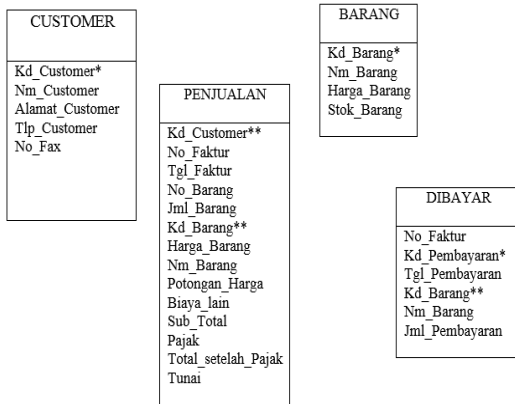 CUSTOMER
Kd_Customer*
Nm_Customer
Alamat_Customer
Tlp_Customer
No_Fax
PENJUALAN
Kd_Customer**
No_Faktur
Tgl_Faktur
No_Barang
Jml_Barang
Kd_Barang**
Harga_Barang
Nm_Barang
Potongan_Harga
Biaya_lain
Sub_Total
Pajak
Total_setelah_Pajak
Tunai
BARANG
Kd_Barang*
Nm_Barang
Harga_Barang
Stok_Barang
DIBAYAR
No_Faktur
Kd_Pembayaran*
Tgl_Pembayaran
Kd_Barang**
Nm_Barang
Jml_Pembayaran